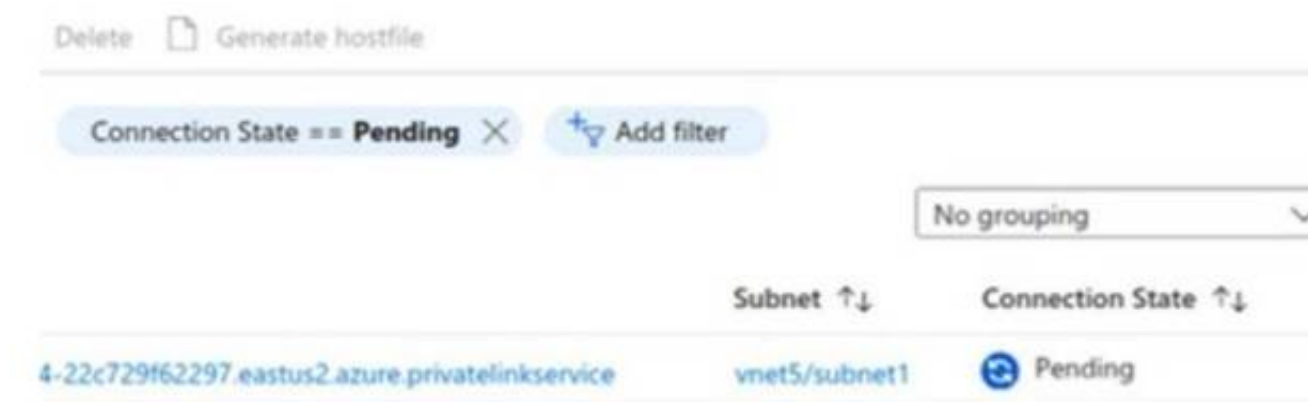 Delete Generate hostfile
Connection State == Pending Add filter
No grouping
Subnet Connection State
4-22c729f62297.eastus2.azure.privatelinkservice vnet5/subnet1 Pending